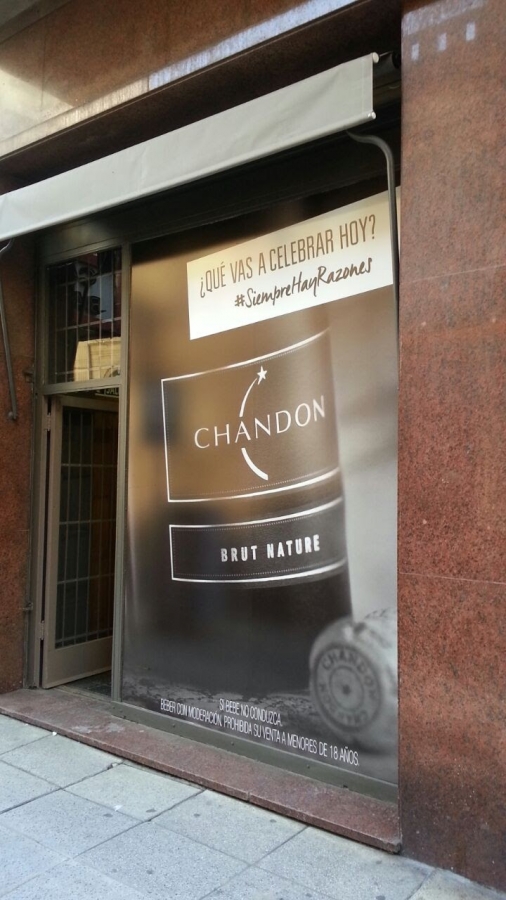 ¿QUÉ VAS A CELEBRAR HOY?
#SiempreHayRazones
CHANDON
BRUT NATURE
CHANDON
SI BEBE NO CONDUZCA.
BEBER CON MODERACIÓN. PROHIBIDA SU VENTA A MENORES DE 18 AÑOS.